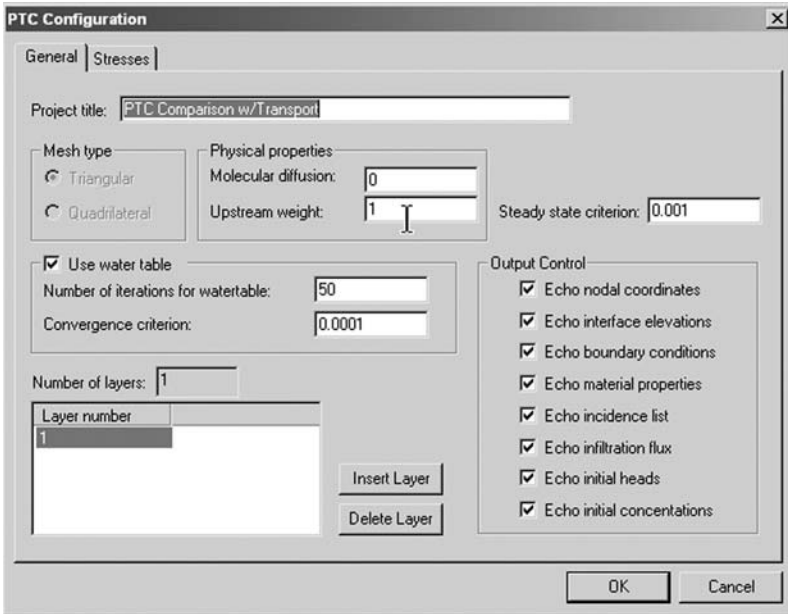 PTC Configuration
General
Stresses
Project title: PTC Comparison w/Transport
Mesh type
Triangular
Quadrilateral
Physical properties
Molecular diffusion: 0
Upstream weight: 1
Steady state criterion: 0.001
Use water table
Number of iterations for watertable: 50
Convergence criterion: 0.0001
Number of layers: 1
Layer number
1
Insert Layer
Delete Layer
Output Control
Echo nodal coordinates
Echo interface elevations
Echo boundary conditions
Echo material properties
Echo incidence list
Echo infiltration flux
Echo initial heads
Echo initial concentations
OK
Cancel